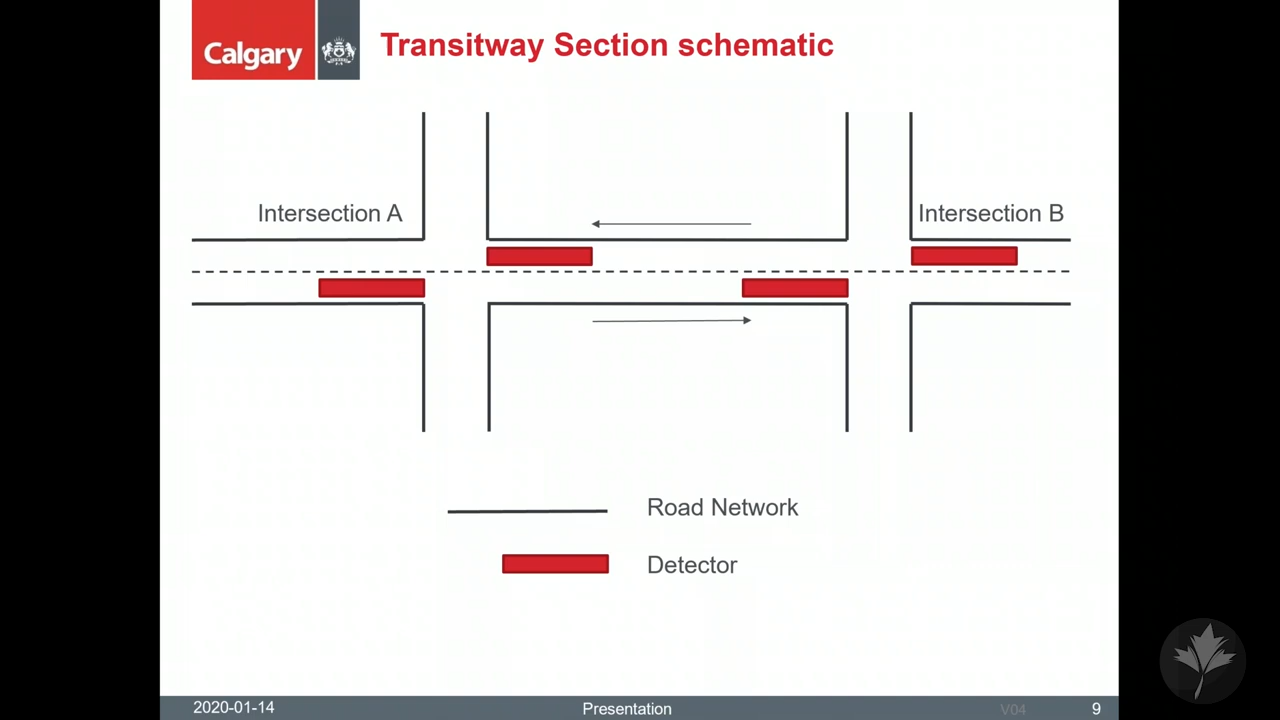 Calgary
Transitway Section schematic
Intersection A
Intersection B
Road Network
Detector
2020-01-14
Presentation
V04
9